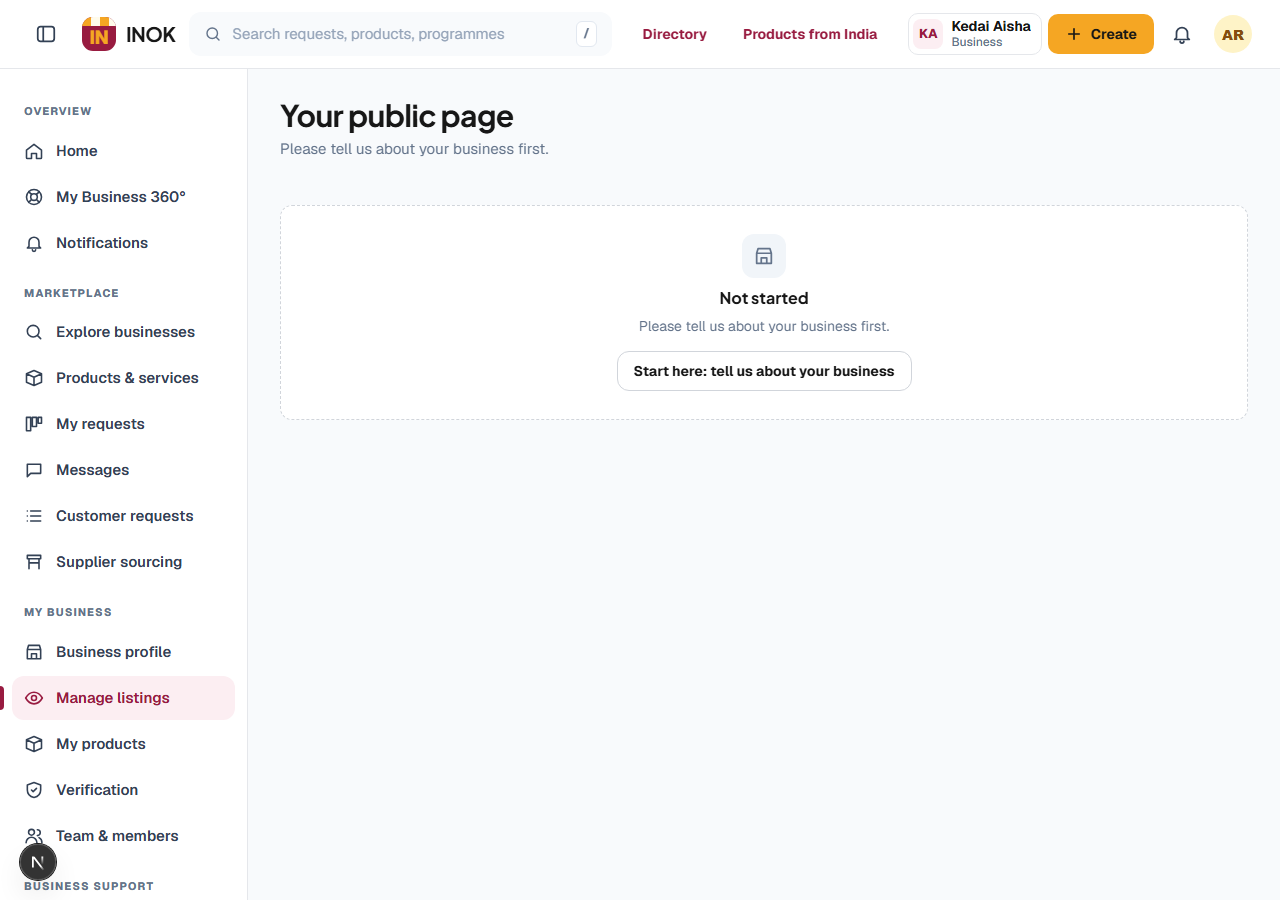 IN INOK
Search requests, products, programmes
/
Directory
Products from India
KA
Kedai Aisha
Business
Create
AR
OVERVIEW
Home
My Business 360°
Notifications
MARKETPLACE
Explore businesses
Products & services
My requests
Messages
Customer requests
Supplier sourcing
MY BUSINESS
Business profile
Manage listings
My products
Verification
Team & members
N
BUSINESS SUPPORT
Your public page
Please tell us about your business first.
Not started
Please tell us about your business first.
Start here: tell us about your business